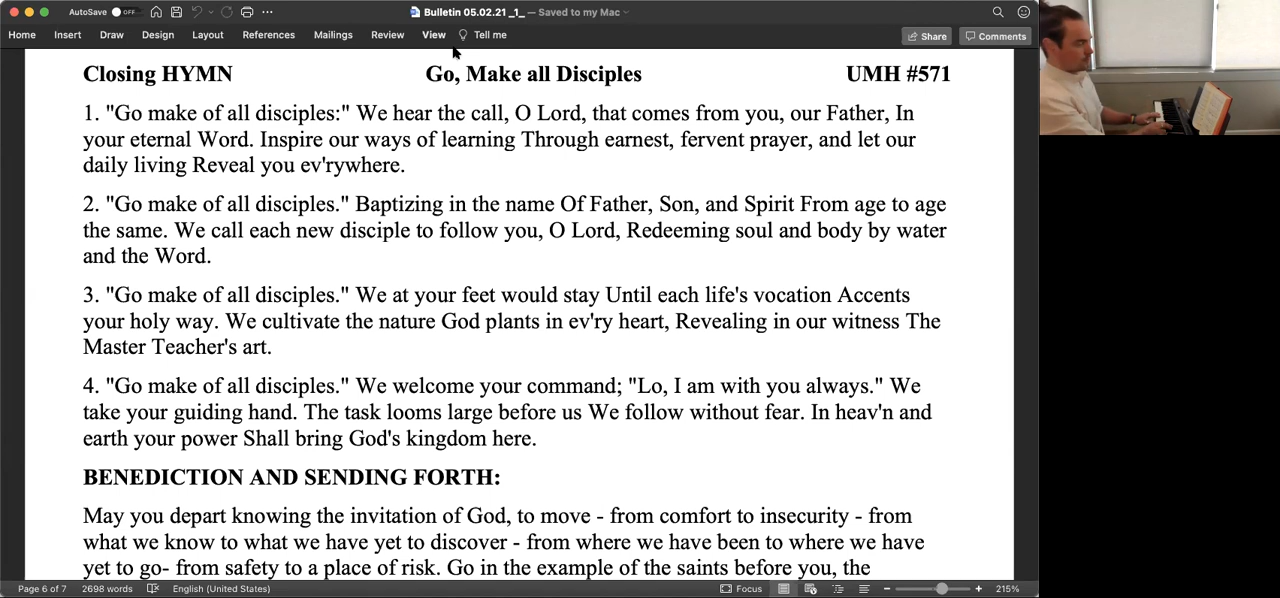 AutoSave OFF
Bulletin 05.02.21 _1_ — Saved to my Mac
Home Insert Draw Design Layout References Mailings Review View Tell me Share Comments
Closing HYMN Go, Make all Disciples UMH #571
1. "Go make of all disciples:" We hear the call, O Lord, that comes from you, our Father, In
your eternal Word. Inspire our ways of learning Through earnest, fervent prayer, and let our
daily living Reveal you ev'rywhere.
2. "Go make of all disciples." Baptizing in the name Of Father, Son, and Spirit From age to age
the same. We call each new disciple to follow you, O Lord, Redeeming soul and body by water
and the Word.
3. "Go make of all disciples." We at your feet would stay Until each life's vocation Accents
your holy way. We cultivate the nature God plants in ev'ry heart, Revealing in our witness The
Master Teacher's art.
4. "Go make of all disciples." We welcome your command; "Lo, I am with you always." We
take your guiding hand. The task looms large before us We follow without fear. In heav'n and
earth your power Shall bring God's kingdom here.
BENEDICTION AND SENDING FORTH:
May you depart knowing the invitation of God, to move - from comfort to insecurity - from
what we know to what we have yet to discover - from where we have been to where we have
yet to go- from safety to a place of risk. Go in the example of the saints before you, the
Page 6 of 7 2698 words English (United States) Focus 215%